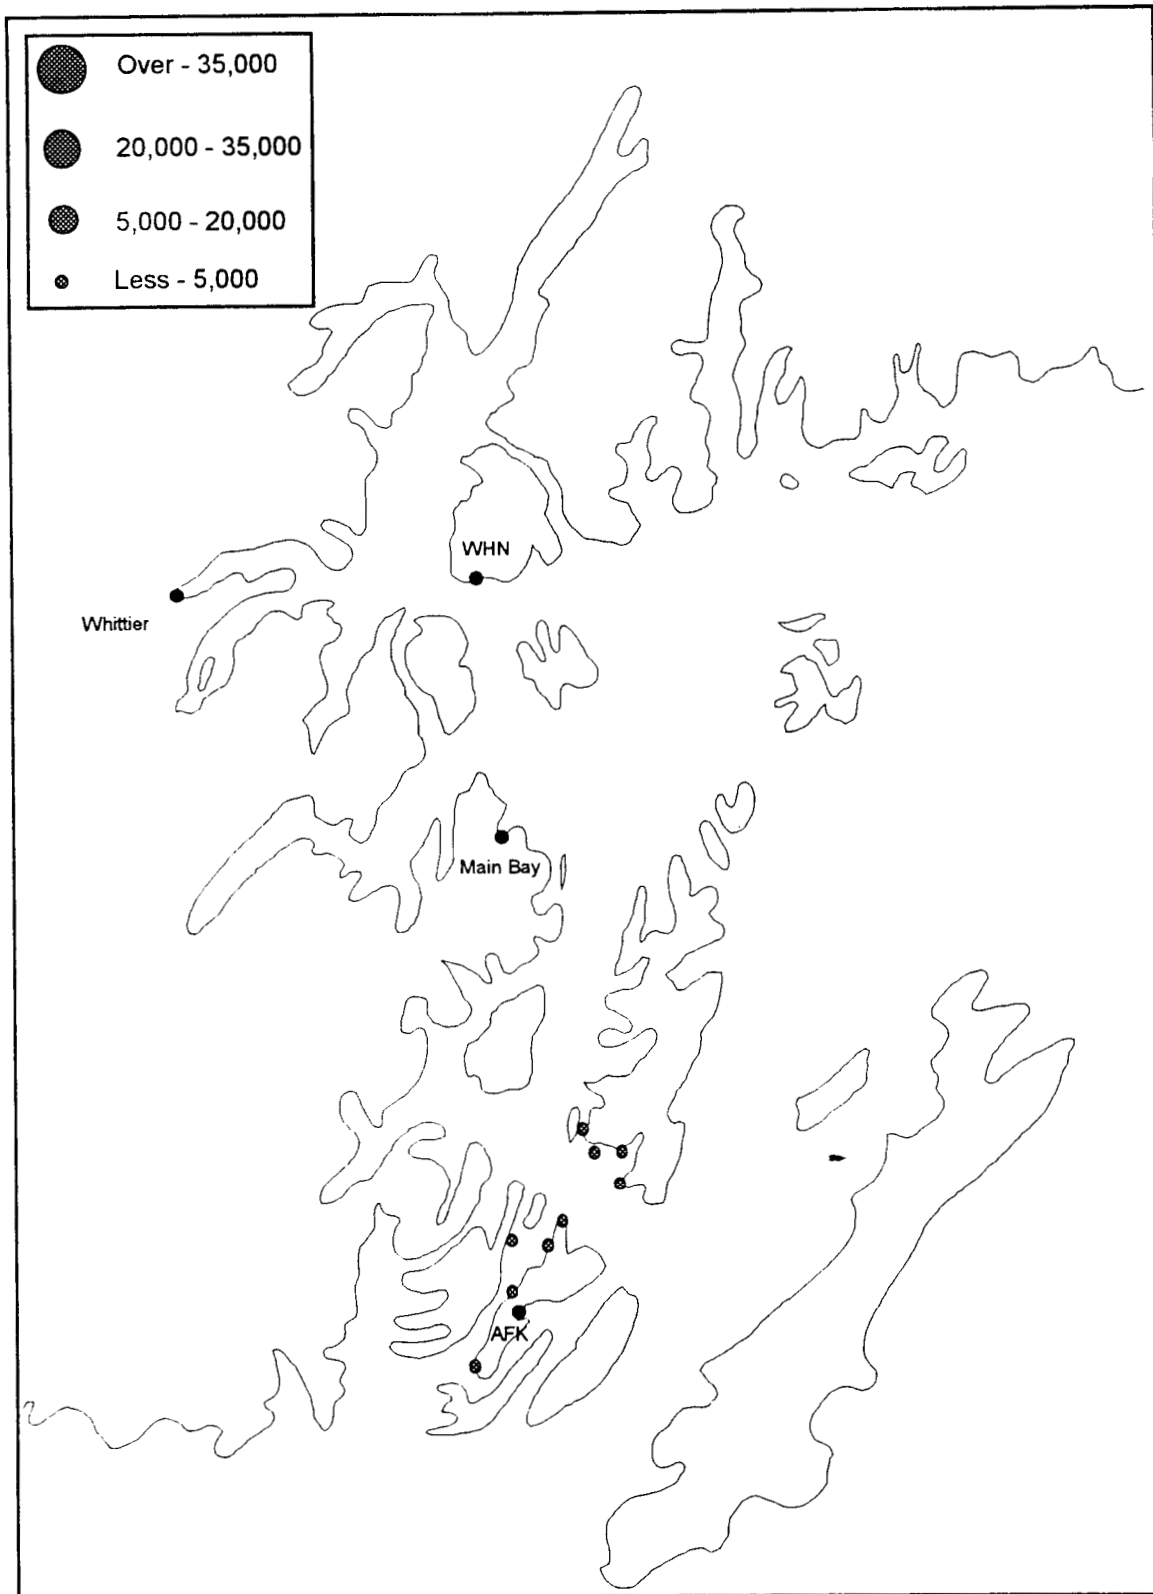 Over - 35,000
20,000 - 35,000
5,000 - 20,000
Less - 5,000
WHN
Whittier
Main Bay
AFK